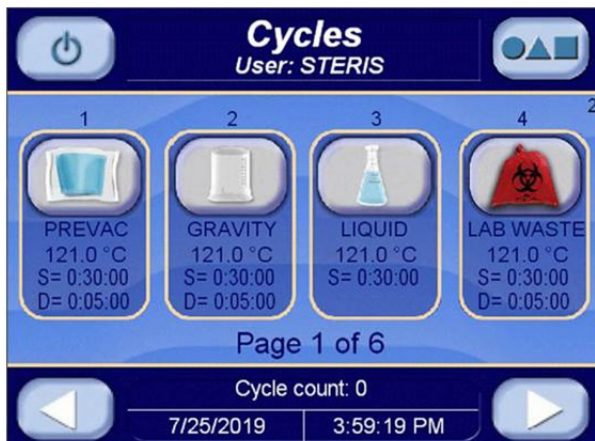 Cycles
User: STERIS
1 2 3 4 2
PREVAC GRAVITY LIQUID LAB WASTE
121.0 °C 121.0 °C 121.0 °C 121.0 °C
S= 0:30:00 S= 0:30:00 S= 0:30:00 S= 0:30:00
D= 0:05:00 D= 0:05:00 D= 0:05:00
Page 1 of 6
Cycle count: 0
7/25/2019 3:59:19 PM